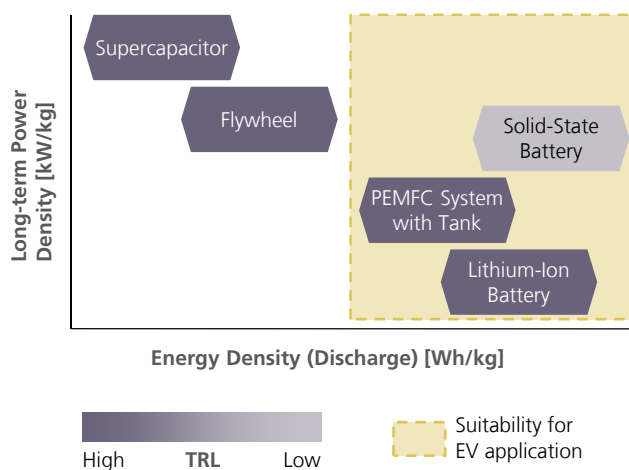 Long-term Power
Density [kW/kg]
Supercapacitor
Flywheel
Solid-State
Battery
PEMFC System
with Tank
Lithium-Ion
Battery
Energy Density (Discharge) [Wh/kg]
High TRL Low
Suitability for
EV application